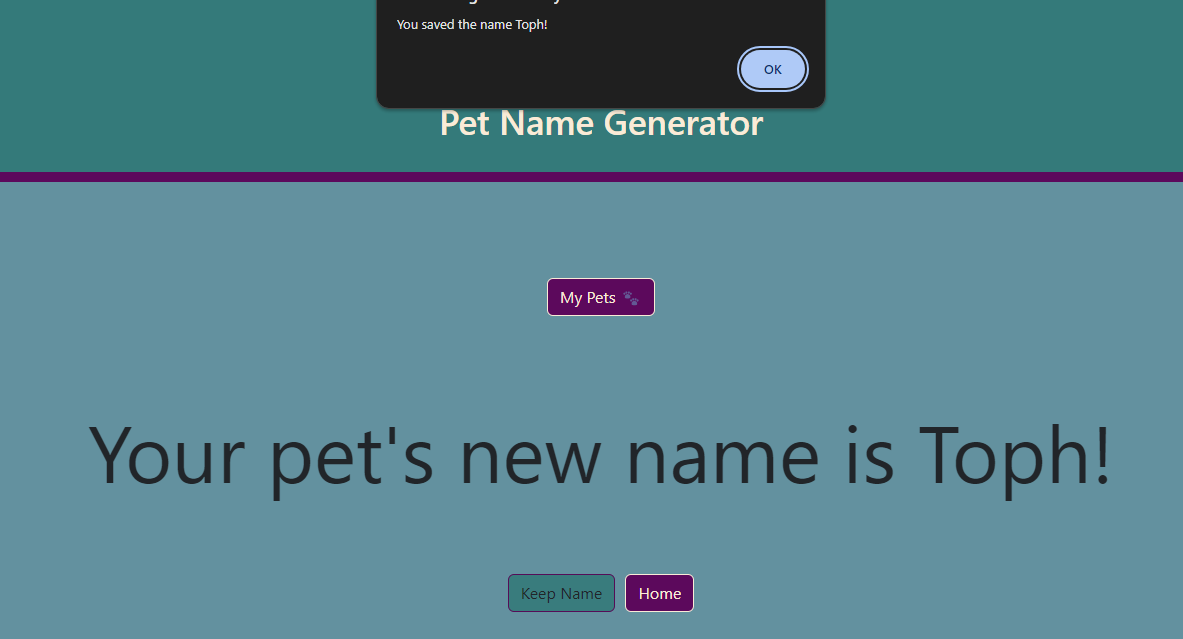 You saved the name Toph!
OK
Pet Name Generator
My Pets
Your pet's new name is Toph!
Keep Name
Home